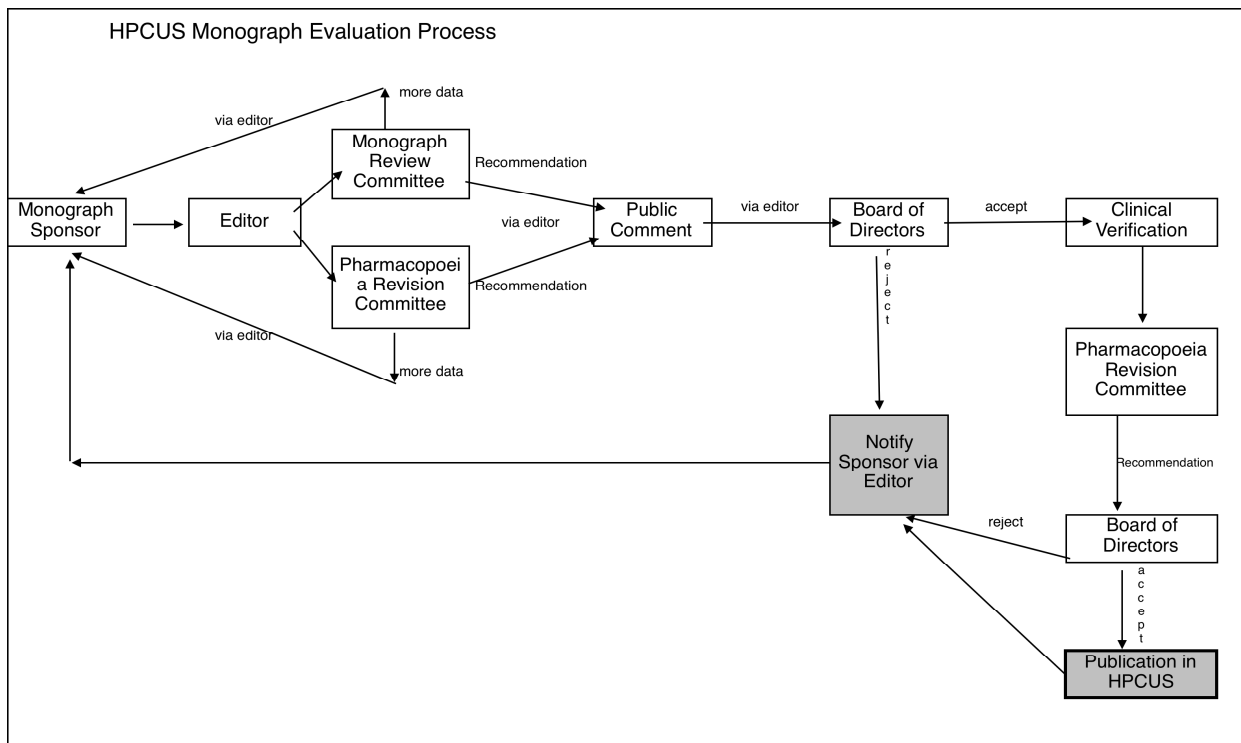 HPCUS Monograph Evaluation Process
more data
via editor
Monograph
Review
Committee
Recommendation
Monograph
Sponsor
Editor
via editor
Public
Comment
via editor
Board of
Directors
accept
Clinical
Verification
Pharmacopoei
a Revision
Committee
Recommendation
via editor
more data
reject
Pharmacopoeia
Revision
Committee
Notify
Sponsor via
Editor
Recommendation
reject
Board of
Directors
accept
Publication in
HPCUS